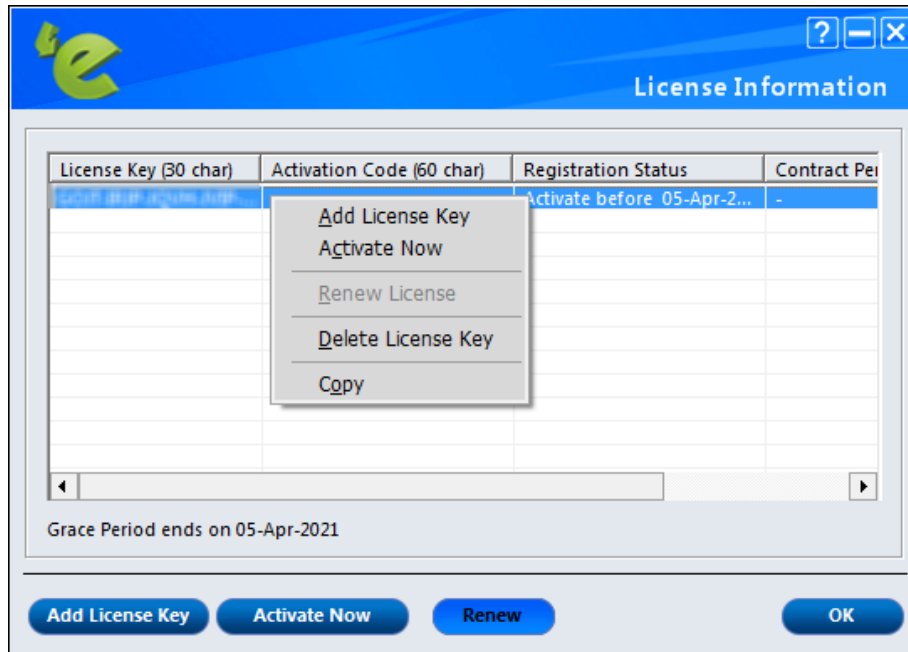 ?
License Information
License Key (30 char) Activation Code (60 char) Registration Status Contract Per
Activate before 05-Apr-2... -
Add License Key
Activate Now
Renew License
Delete License Key
Copy
Grace Period ends on 05-Apr-2021
Add License Key Activate Now Renew OK